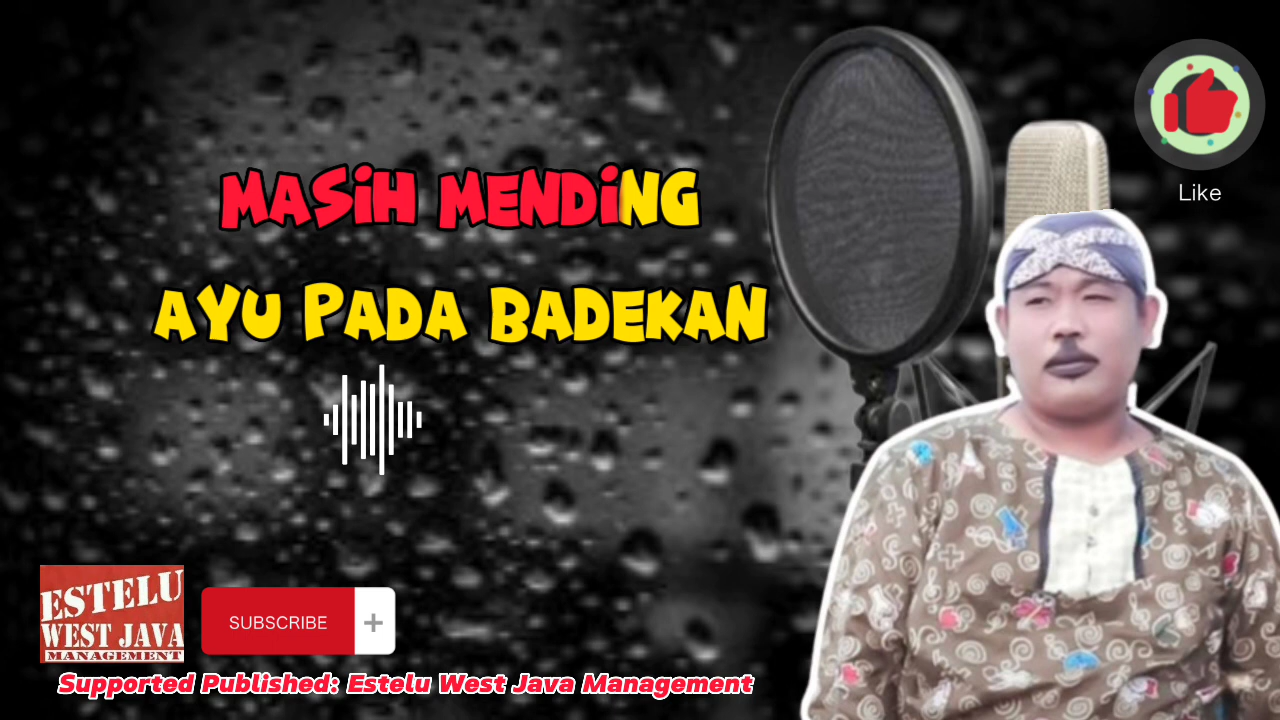 Like
MASiH MENDiNG
AYU PADA BADEKAN
ESTELU
WEST JAVA
MANAGEMENT
SUBSCRIBE +
Supported Published: Estelu West Java Management